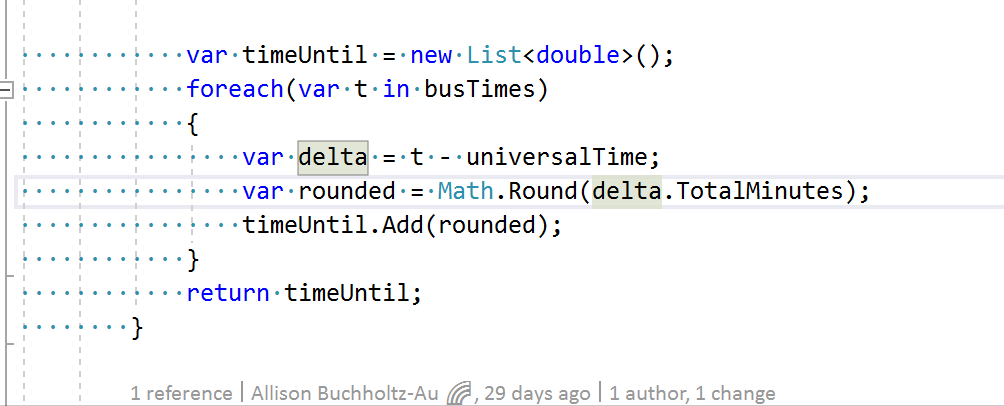 var timeUntil = new List<double>();
foreach(var t in busTimes)
{
var delta = t - universalTime;
var rounded = Math.Round(delta.TotalMinutes);
timeUntil.Add(rounded);
}
return timeUntil;
}
1 reference | Allison Buchholtz-Au , 29 days ago | 1 author, 1 change